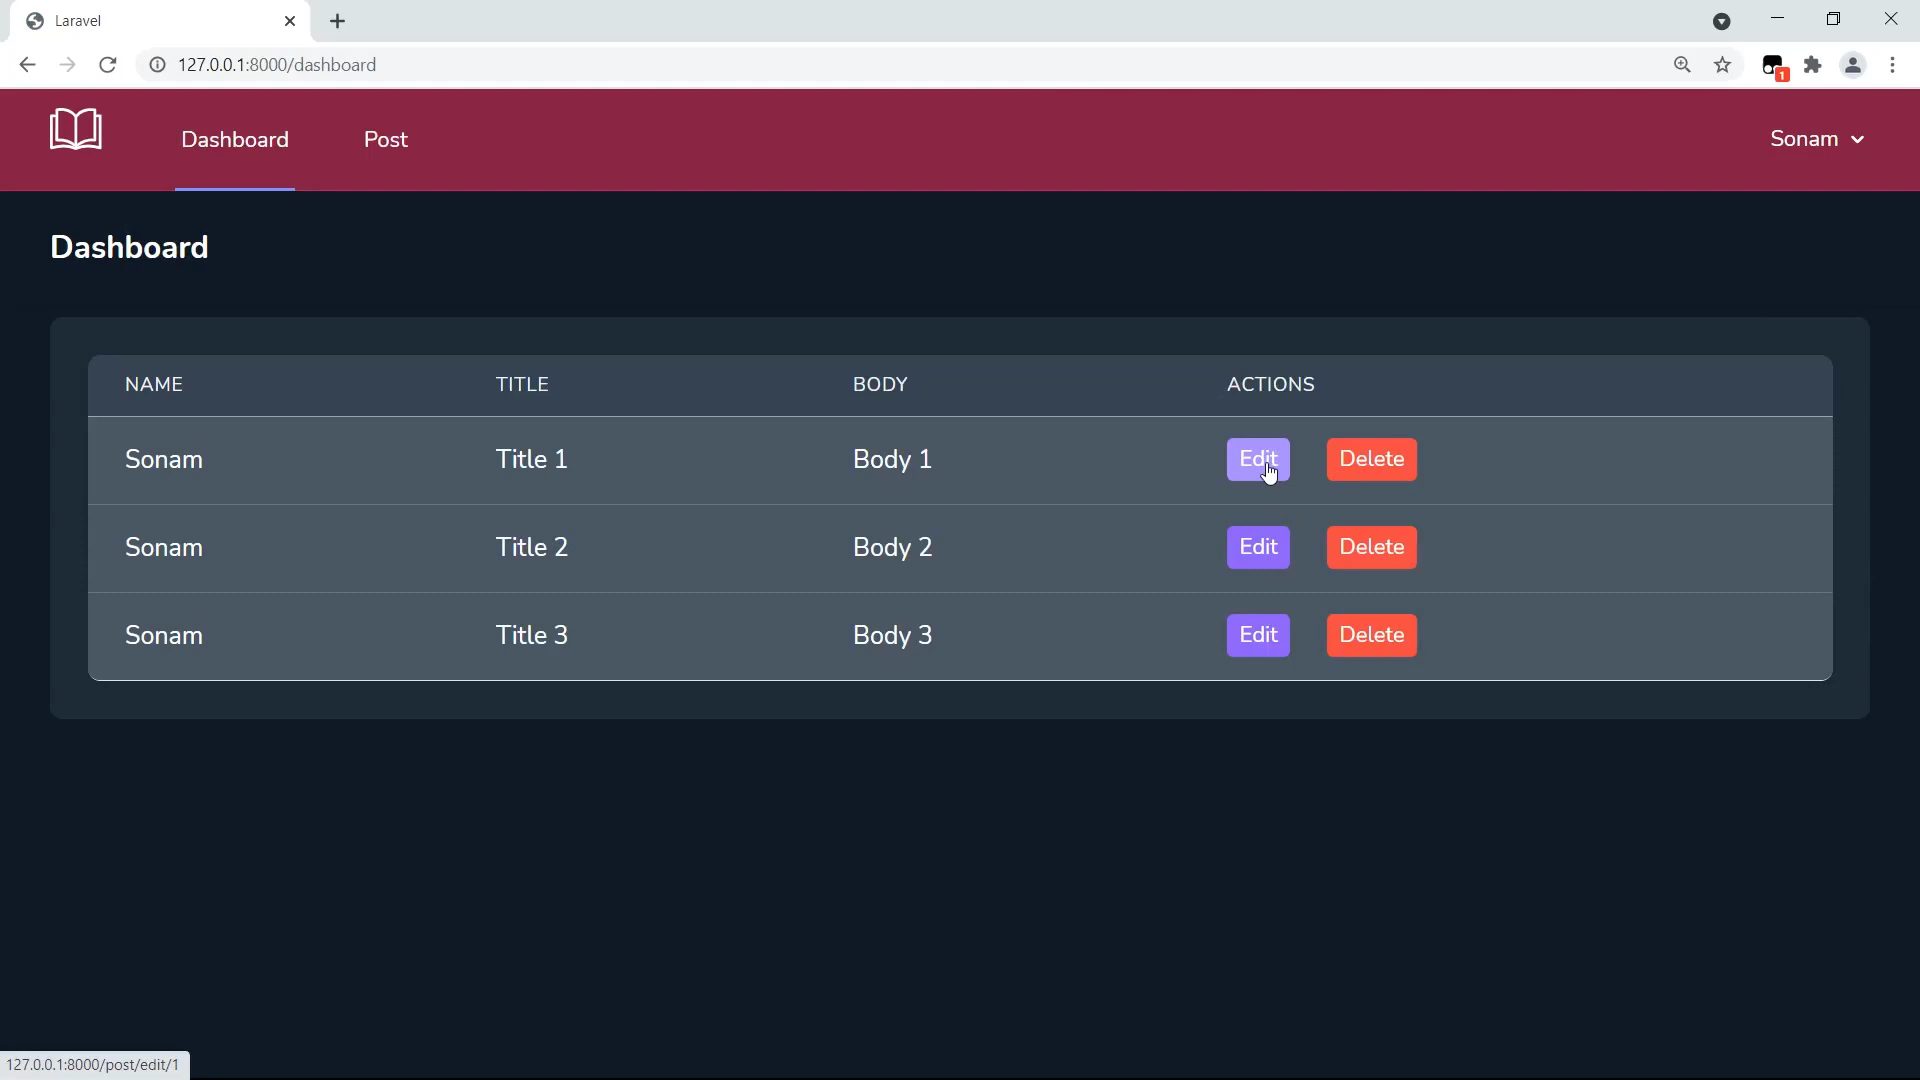 Laravel
127.0.0.1:8000/dashboard
1
Dashboard Post Sonam
Dashboard
NAME TITLE BODY ACTIONS
Sonam Title 1 Body 1 Edit Delete
Sonam Title 2 Body 2 Edit Delete
Sonam Title 3 Body 3 Edit Delete
127.0.0.1:8000/post/edit/1